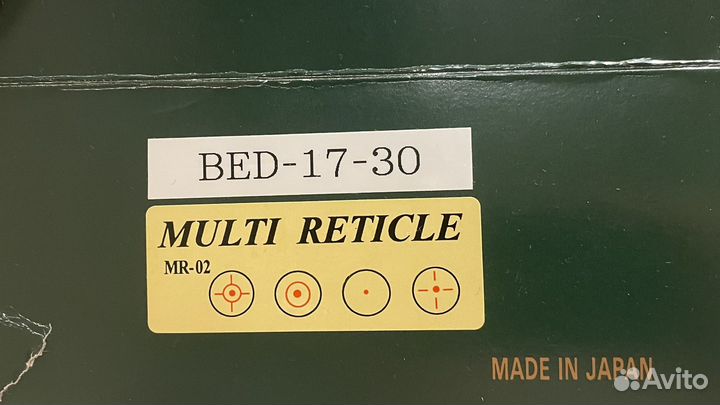 BED-17-30
MULTI RETICLE
MR-02
MADE IN JAPAN
Avito